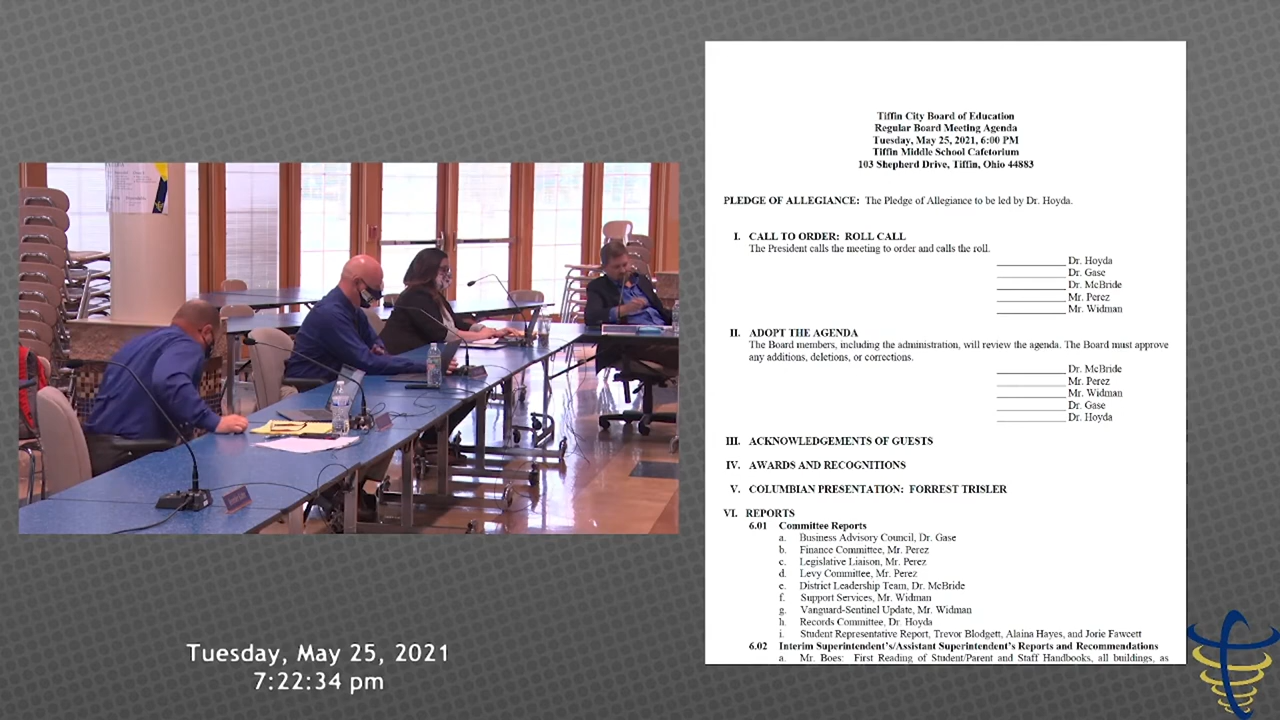 Tiffin City Board of Education
Regular Board Meeting Agenda
Tuesday, May 25, 2021, 6:00 PM
Tiffin Middle School Cafetorium
103 Shepherd Drive, Tiffin, Ohio 44883
PLEDGE OF ALLEGIANCE: The Pledge of Allegiance to be led by Dr. Hoyda.
I. CALL TO ORDER: ROLL CALL
The President calls the meeting to order and calls the roll.
____________ Dr. Hoyda
____________ Dr. Gase
____________ Dr. McBride
____________ Mr. Perez
____________ Mr. Widman
II. ADOPT THE AGENDA
The Board members, including the administration, will review the agenda. The Board must approve
any additions, deletions, or corrections.
____________ Dr. McBride
____________ Mr. Perez
____________ Mr. Widman
____________ Dr. Gase
____________ Dr. Hoyda
III. ACKNOWLEDGEMENTS OF GUESTS
IV. AWARDS AND RECOGNITIONS
V. COLUMBIAN PRESENTATION: FORREST TRISLER
VI. REPORTS
6.01 Committee Reports
a. Business Advisory Council, Dr. Gase
b. Finance Committee, Mr. Perez
c. Legislative Liaison, Mr. Perez
d. Levy Committee, Mr. Perez
e. District Leadership Team, Dr. McBride
f. Support Services, Mr. Widman
g. Vanguard-Sentinel Update, Mr. Widman
h. Records Committee, Dr. Hoyda
i. Student Representative Report, Trevor Blodgett, Alaina Hayes, and Jorie Fawcett
6.02 Interim Superintendent's/Assistant Superintendent's Reports and Recommendations
a. Mr. Boes: First Reading of Student/Parent and Staff Handbooks, all buildings, as
Tuesday, May 25, 2021
7:22:34 pm